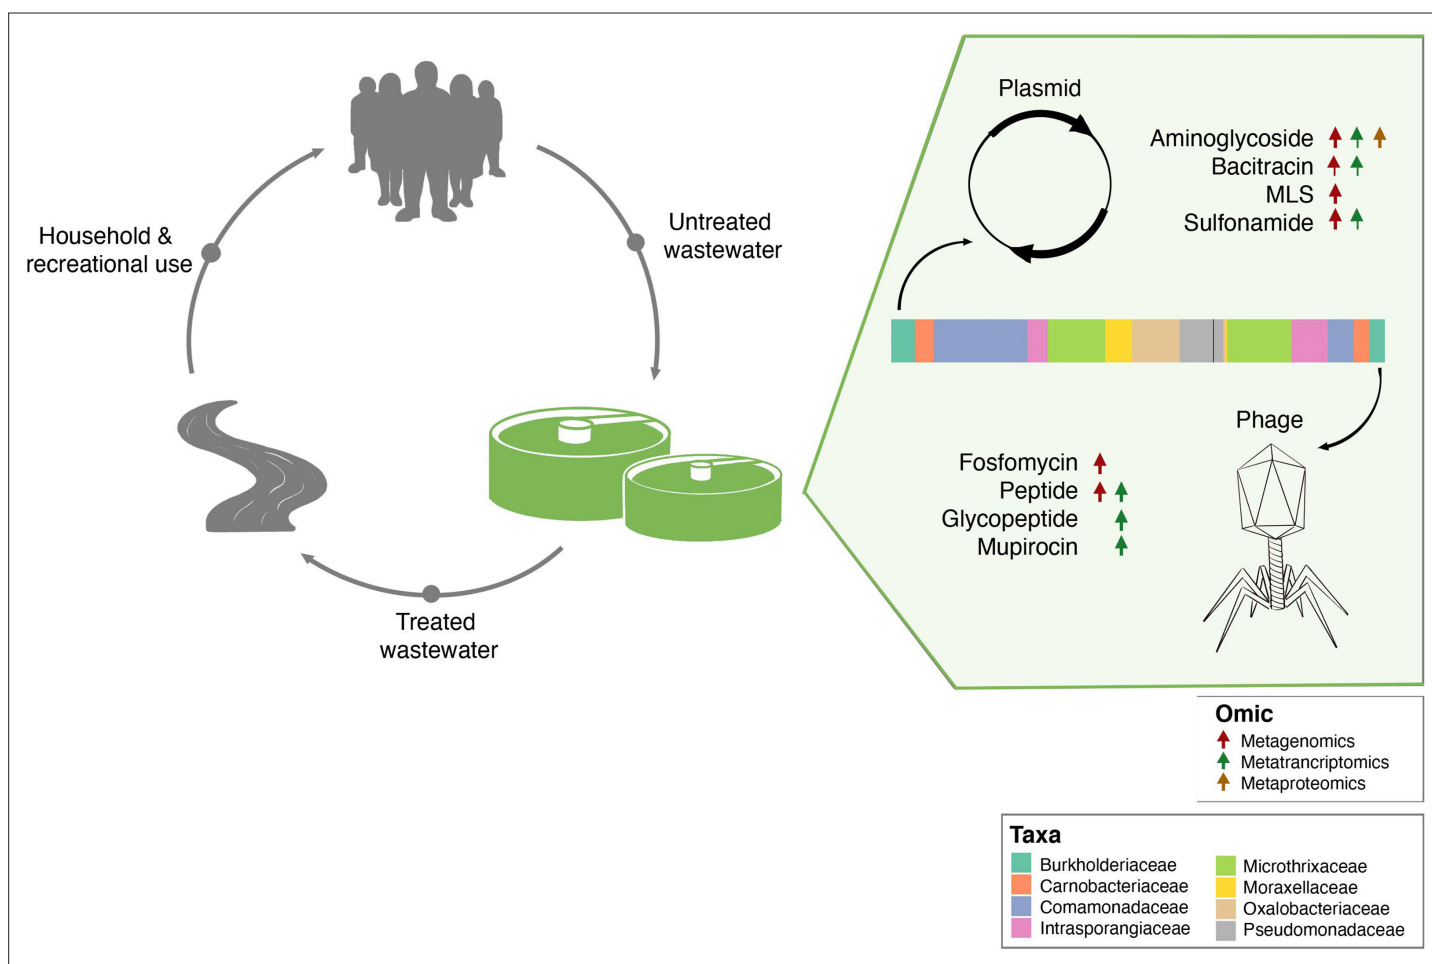 Household &
recreational use
Untreated
wastewater
Treated
wastewater
Plasmid
Aminoglycoside
Bacitracin
MLS
Sulfonamide
Phage
Fosfomycin
Peptide
Glycopeptide
Mupirocin
Omic
Metagenomics
Metatrancriptomics
Metaproteomics
Taxa
Burkholderiaceae
Carnobacteriaceae
Comamonadaceae
Intrasporangiaceae
Microthrixaceae
Moraxellaceae
Oxalobacteriaceae
Pseudomonadaceae